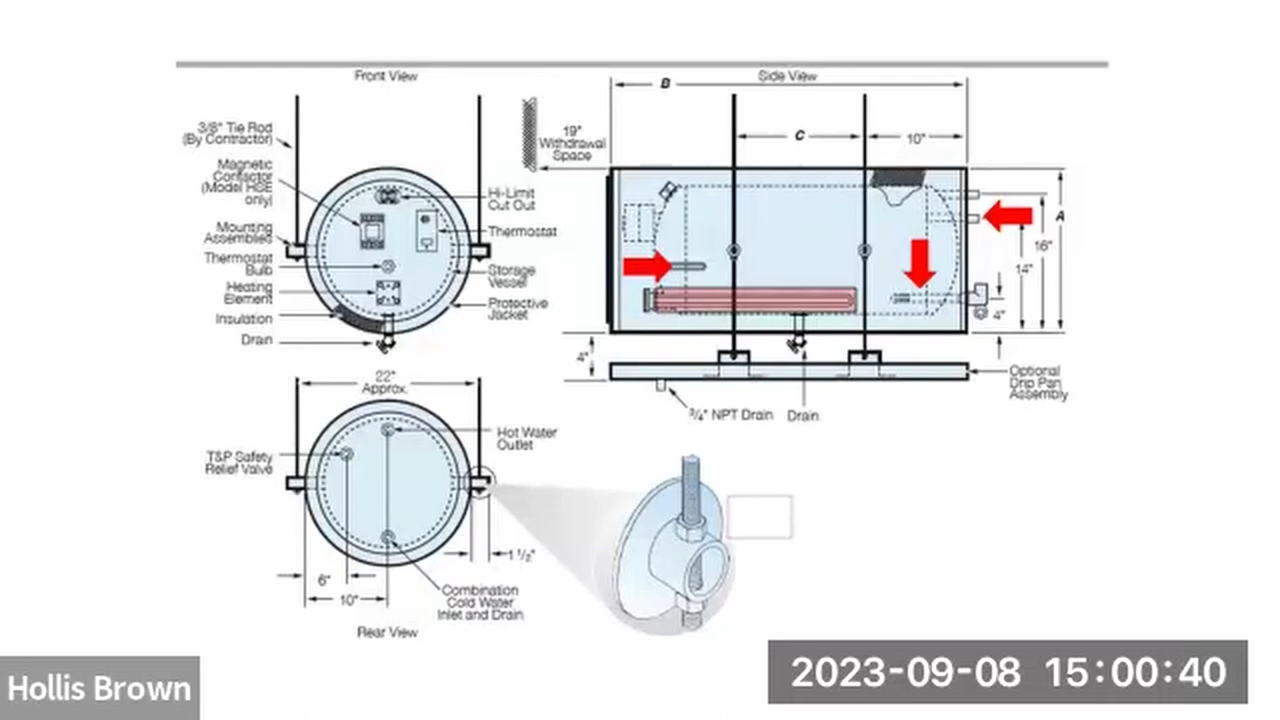 Front View
Side View
B
3/8" Tie Rod
(By Contractor)
19"
Withdrawal
Space
C
10"
Magnetic
Contactor
(Model HSE
only)
Hi-Limit
Cut Out
A
Mounting
Assemblies
Thermostat
16"
Thermostat
Bulb
Storage
Vessel
14"
Heating
Element
Protective
Jacket
Insulation
4"
Drain
4"
22"
Approx.
Optional
Drip Pan
Assembly
3/4" NPT Drain
Drain
Hot Water
Outlet
T&P Safety
Relief Valve
1 1/2"
6"
10"
Combination
Cold Water
Inlet and Drain
Rear View
Hollis Brown
2023-09-08 15:00:40